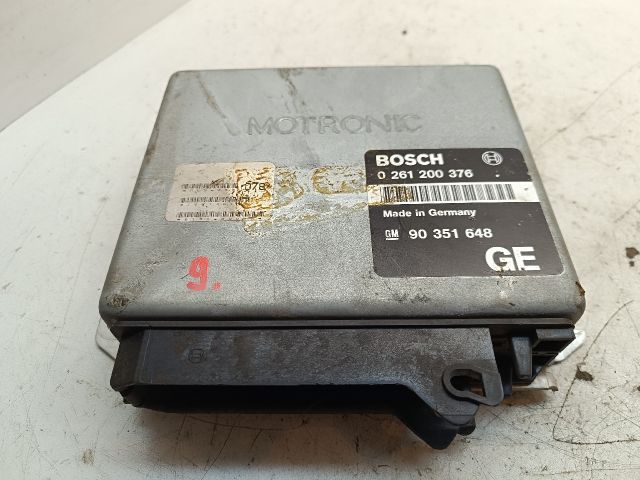 MOTRONIC
BOSCH
0 261 200 376
Made in Germany
GM 90 351 648
GE
9.